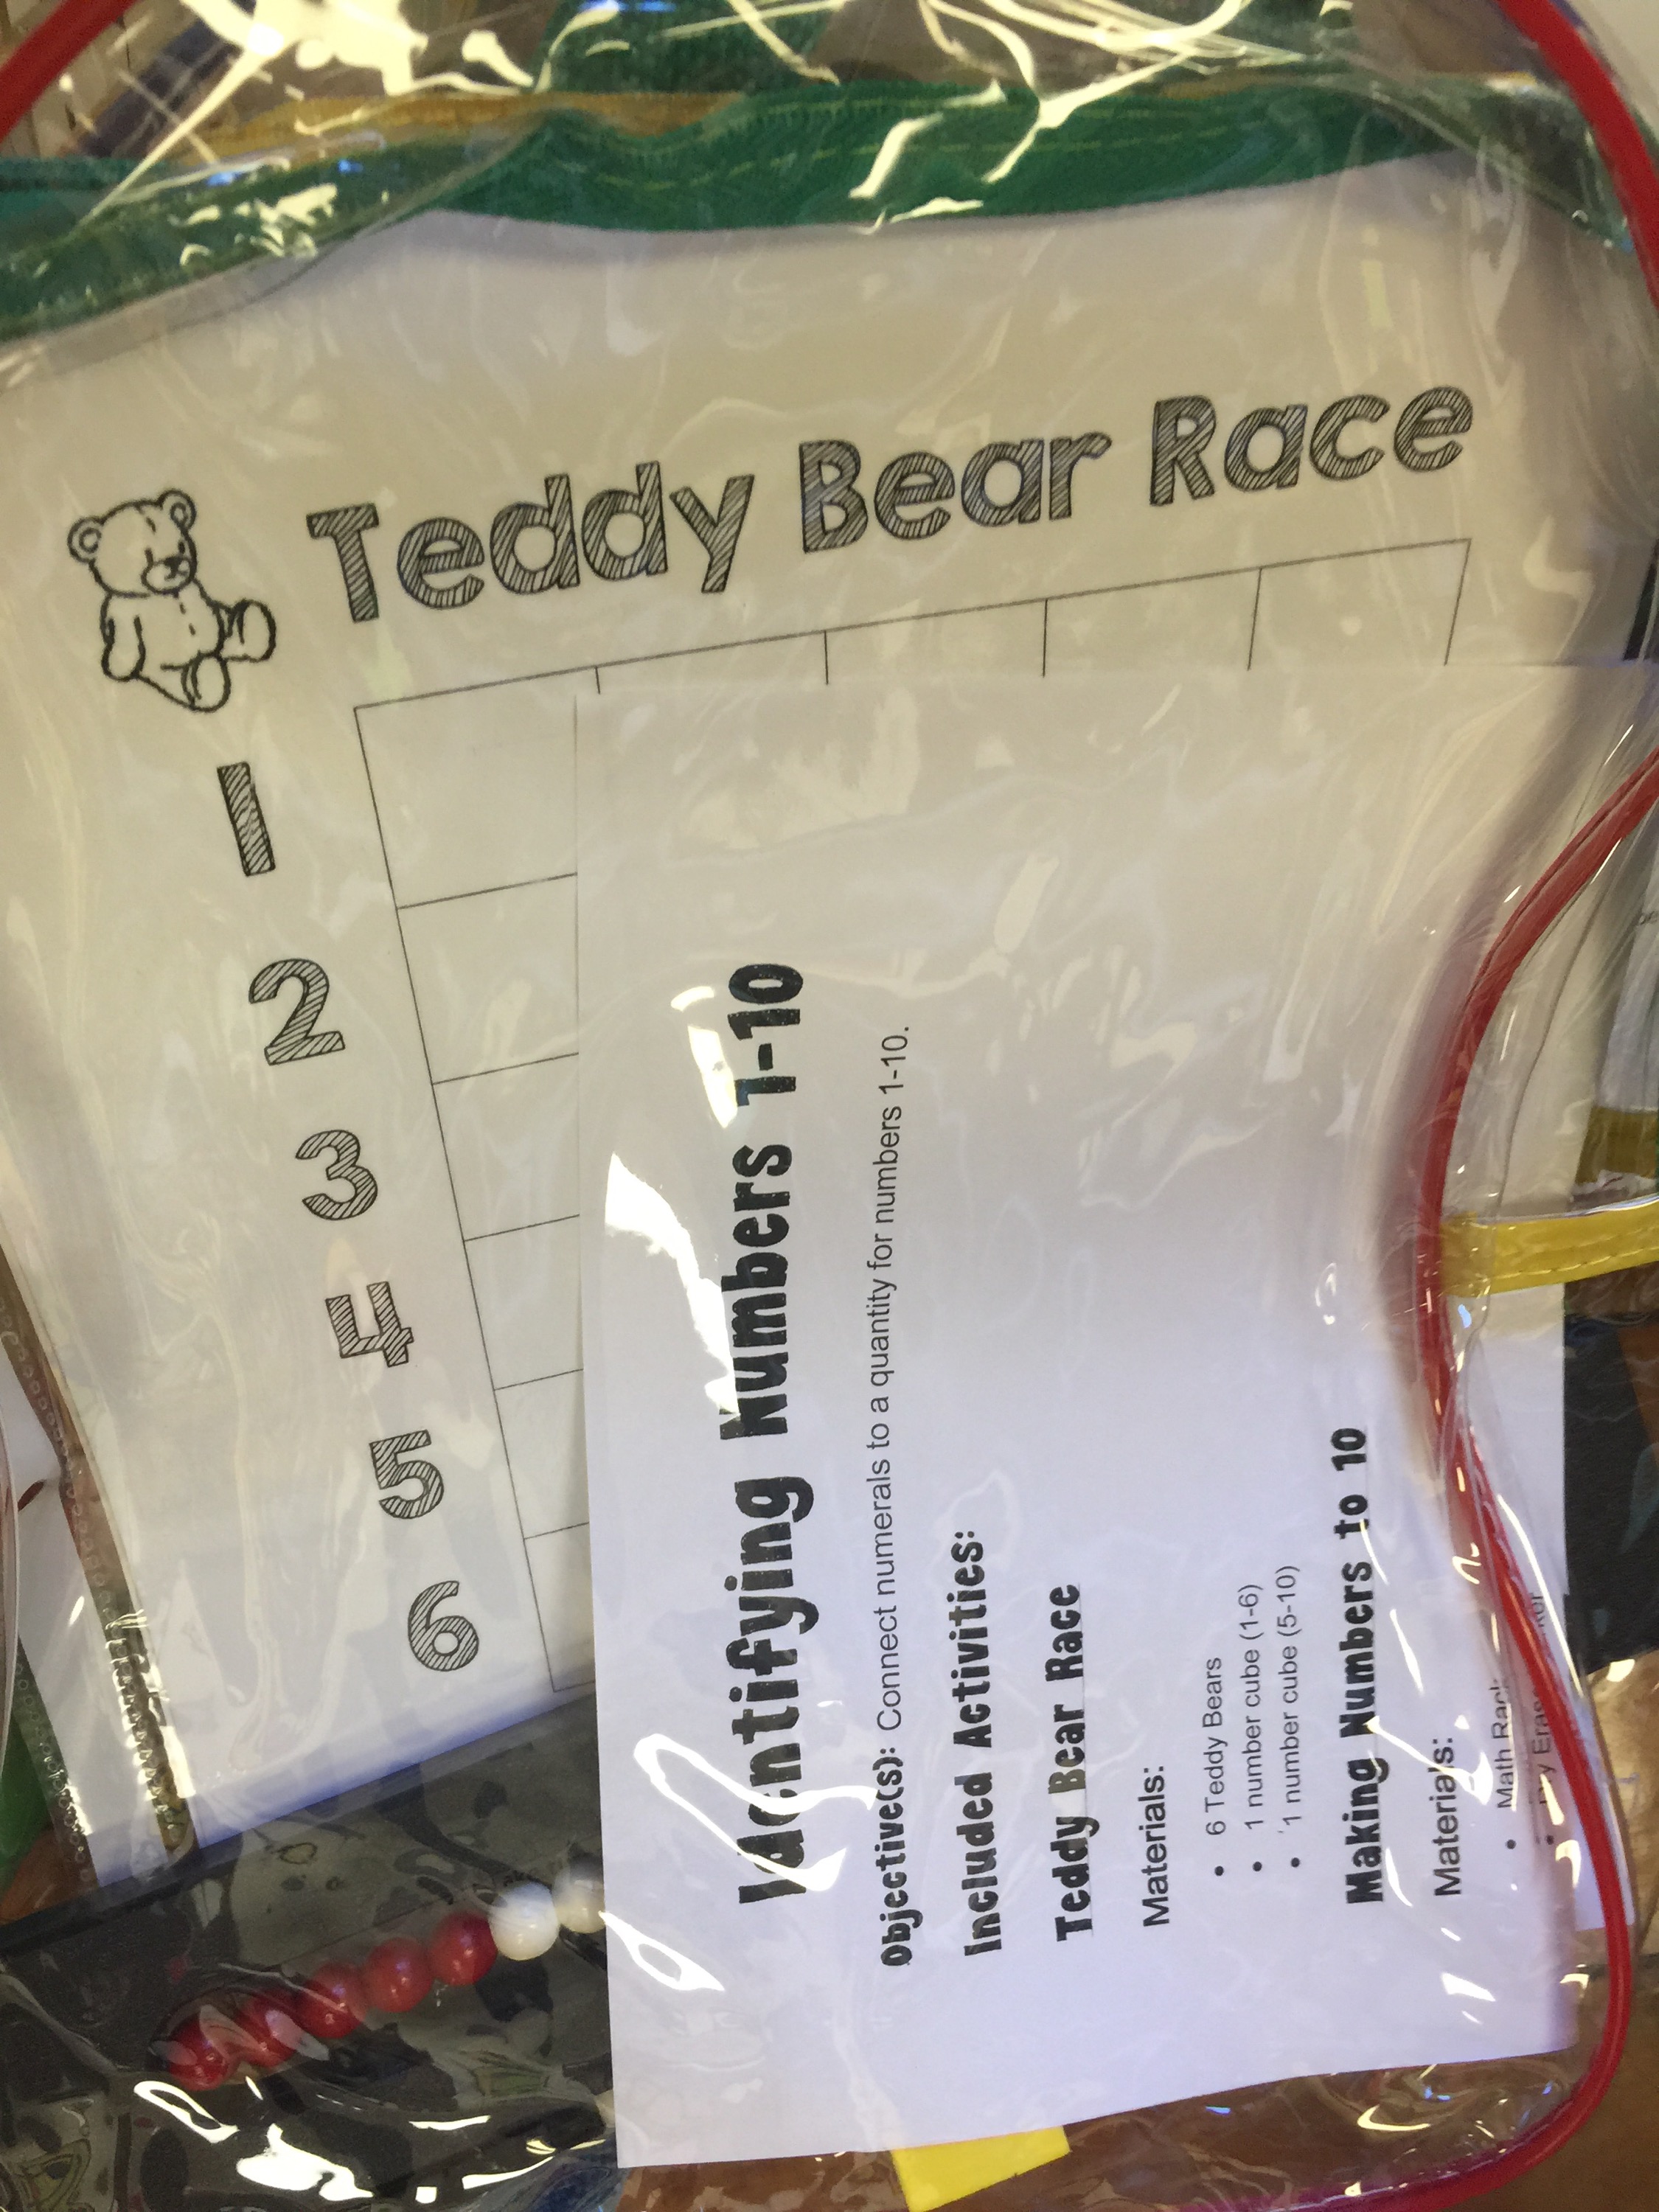 Teddy Bear Race
1
2
3
4
5
6
Identifying Numbers 1-10
Objective(s): Connect numerals to a quantity for numbers 1-10.
Included Activities:
Teddy Bear Race
Materials:
• 6 Teddy Bears
• 1 number cube (1-6)
• 1 number cube (5-10)
Making Numbers to 10
Materials:
• Math